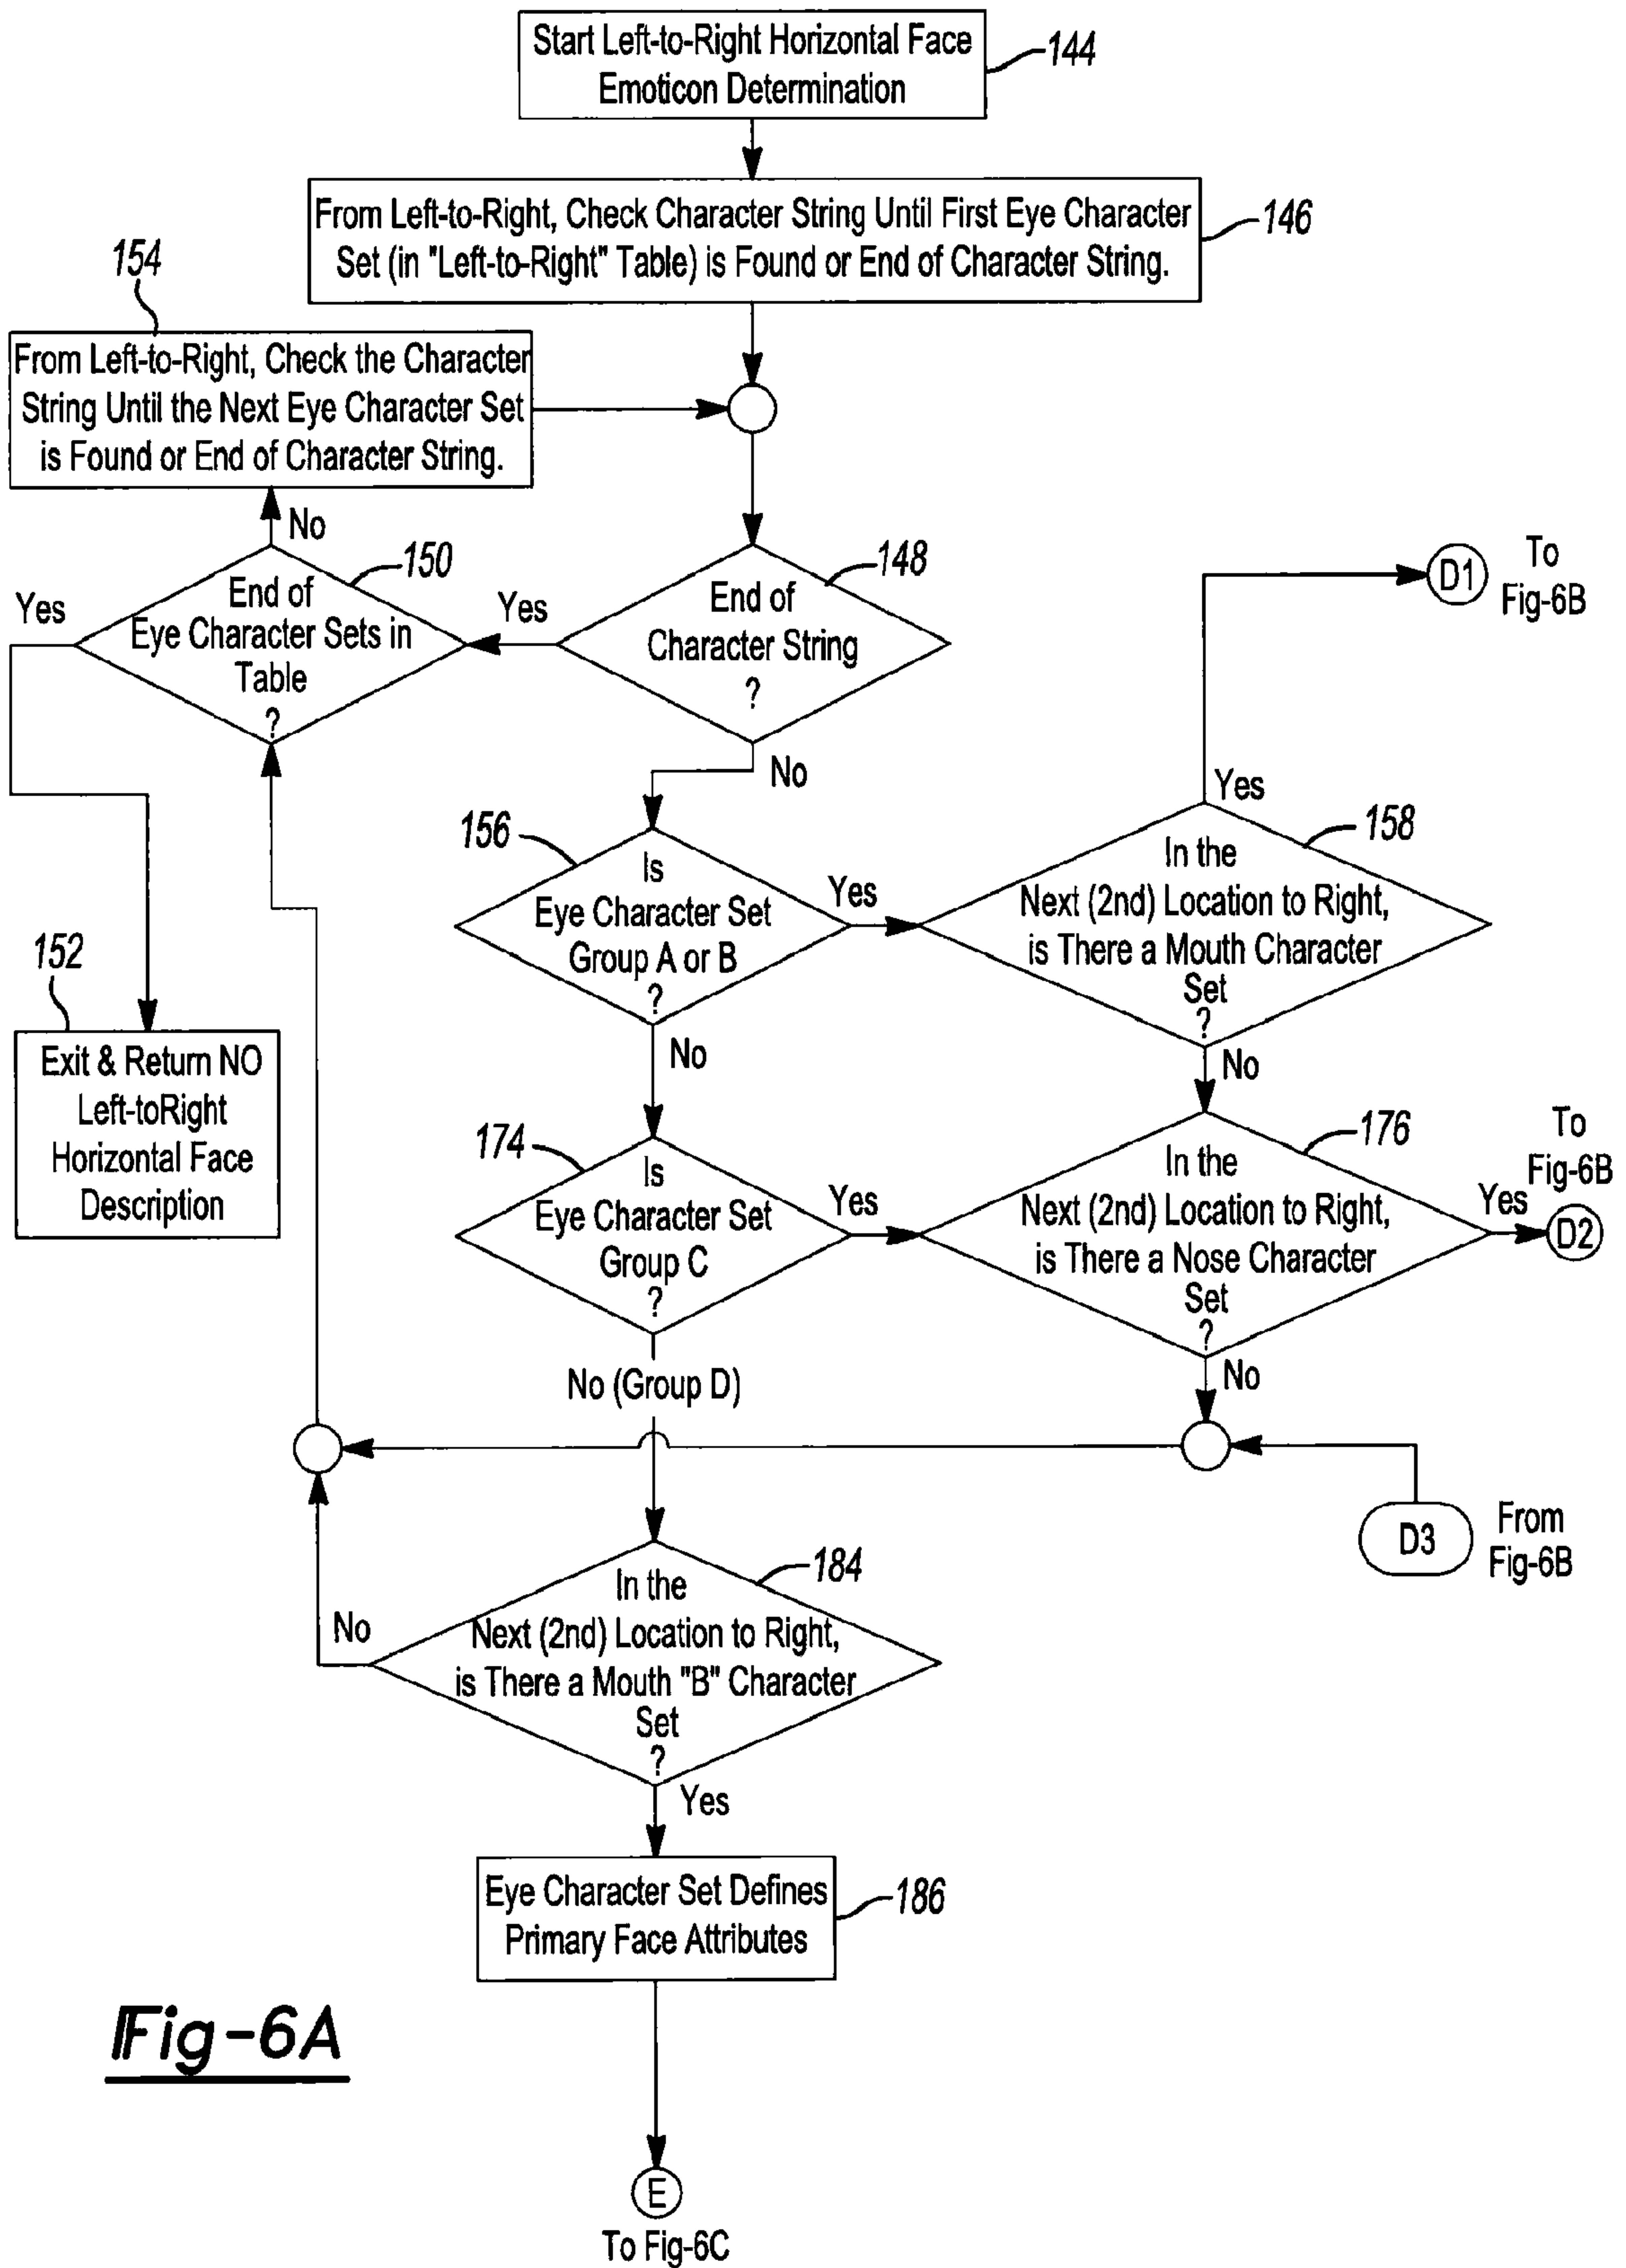 Start Left-to-Right Horizontal Face
Emoticon Determination
144
From Left-to-Right, Check Character String Until First Eye Character
Set (in "Left-to-Right" Table) is Found or End of Character String.
146
154
From Left-to-Right, Check the Character
String Until the Next Eye Character Set
is Found or End of Character String.
No
150
End of
Eye Character Sets in
Table
?
Yes
Yes
148
End of
Character String
?
No
D1
To
Fig-6B
Yes
156
Is
Eye Character Set
Group A or B
?
Yes
158
In the
Next (2nd) Location to Right,
is There a Mouth Character
Set
?
No
No
152
Exit & Return NO
Left-toRight
Horizontal Face
Description
174
Is
Eye Character Set
Group C
?
Yes
176
In the
Next (2nd) Location to Right,
is There a Nose Character
Set
?
Yes
To
Fig-6B
D2
No
No (Group D)
D3
From
Fig-6B
184
In the
Next (2nd) Location to Right,
is There a Mouth "B" Character
Set
?
No
Yes
Eye Character Set Defines
Primary Face Attributes
186
Fig-6A
E
To Fig-6C